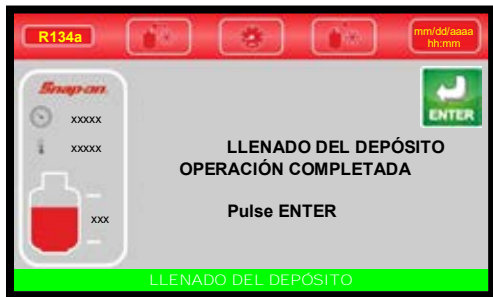 R134a
mm/dd/aaaa
hh:mm
Snap-on
xxxxx
xxxxx
xxx
ENTER
LLENADO DEL DEPÓSITO
OPERACIÓN COMPLETADA
Pulse ENTER
LLENADO DEL DEPÓSITO